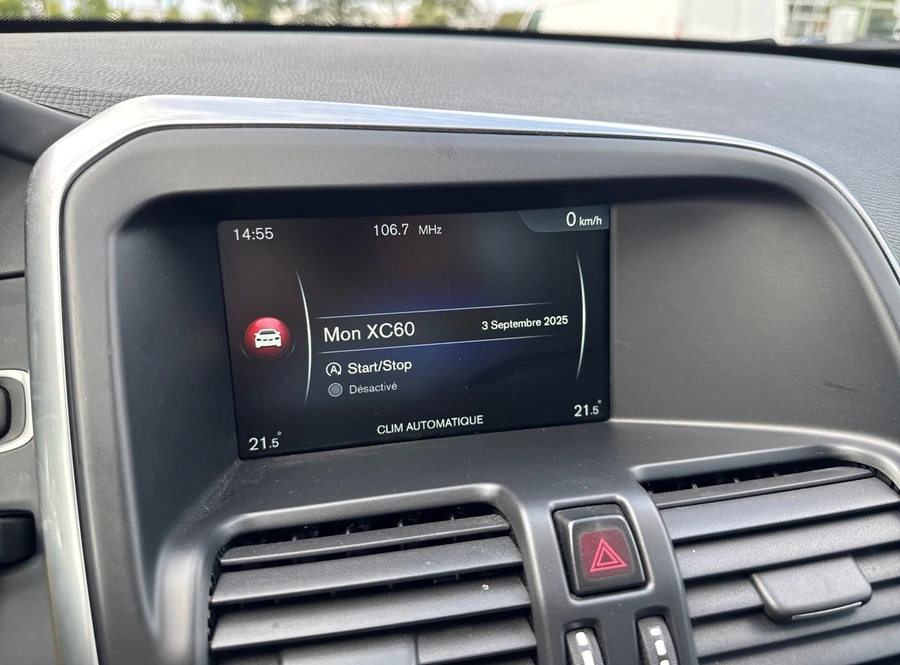 14:55 106.7 MHz 0 km/h
Mon XC60 3 Septembre 2025
Start/Stop
Désactivé
21.5° CLIM AUTOMATIQUE 21.5°